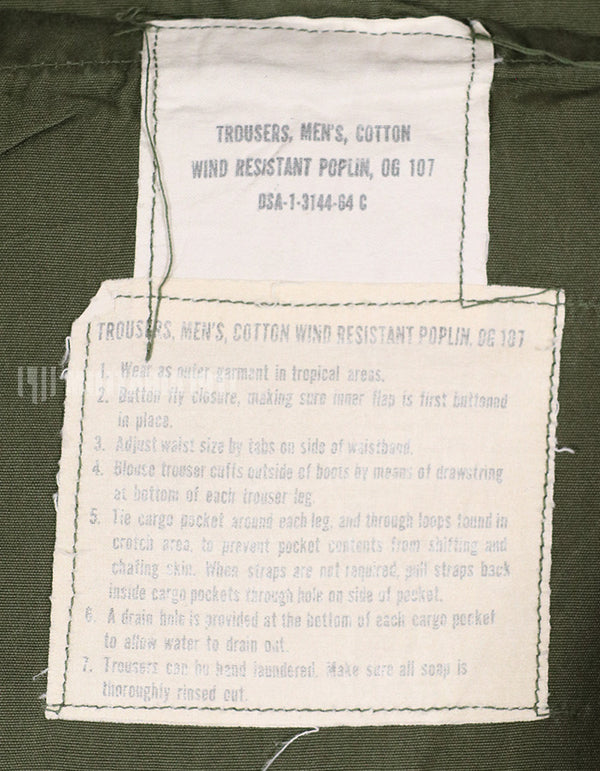 TROUSERS, MEN'S, COTTON
WIND RESISTANT POPLIN, OG 107
DSA-1-3144-64 C
TROUSERS, MEN'S, COTTON WIND RESISTANT POPLIN, OG 107
1. Wear as outer garment in tropical areas.
2. Button fly closure, making sure inner flap is first buttoned
in place.
3. Adjust waist size by tabs on side of waistband.
4. Blouse trouser cuffs outside of boots by means of drawstring
at bottom of each trouser leg.
5. Tie cargo pocket around each leg, and through loops found in
crotch area, to prevent pocket contents from shifting and
chafing skin. When straps are not required, pull straps back
inside cargo pockets through hole on side of pocket.
6. A drain hole is provided at the bottom of each cargo pocket
to allow water to drain out.
7. Trousers can be hand laundered. Make sure all soap is
thoroughly rinsed out.